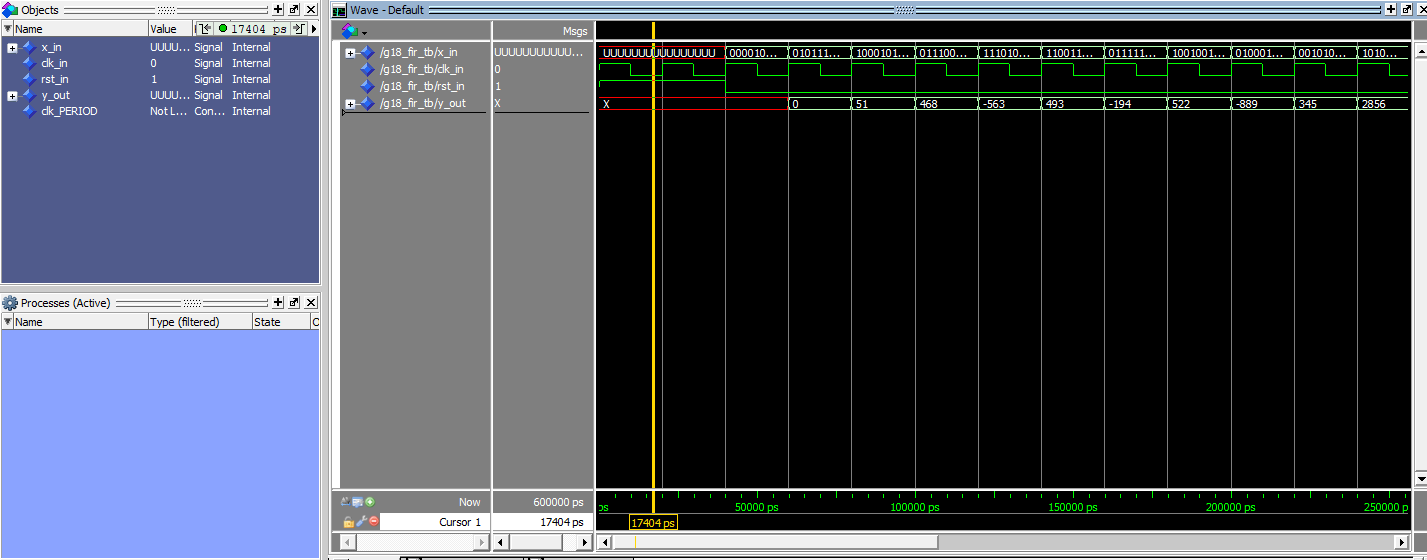 Objects
Name Value 17404 ps
x_in UUUU... Signal Internal
clk_in 0 Signal Internal
rst_in 1 Signal Internal
y_out UUUU... Signal Internal
clk_PERIOD Not L... Con... Internal
Processes (Active)
Name Type (filtered) State
Wave - Default
Msgs
/g18_fir_tb/x_in UUUUUUUUUUU... UUUUUUUUUUUUUUUU 000010... 010111... 1000101... 011100... 111010... 110011... 011111... 1001001... 010001... 001010... 1010...
/g18_fir_tb/clk_in 0
/g18_fir_tb/rst_in 1
/g18_fir_tb/y_out X X 0 51 468 -563 493 -194 522 -889 345 2856
Now 600000 ps ps 50000 ps 100000 ps 150000 ps 200000 ps 250000 ps
Cursor 1 17404 ps 17404 ps